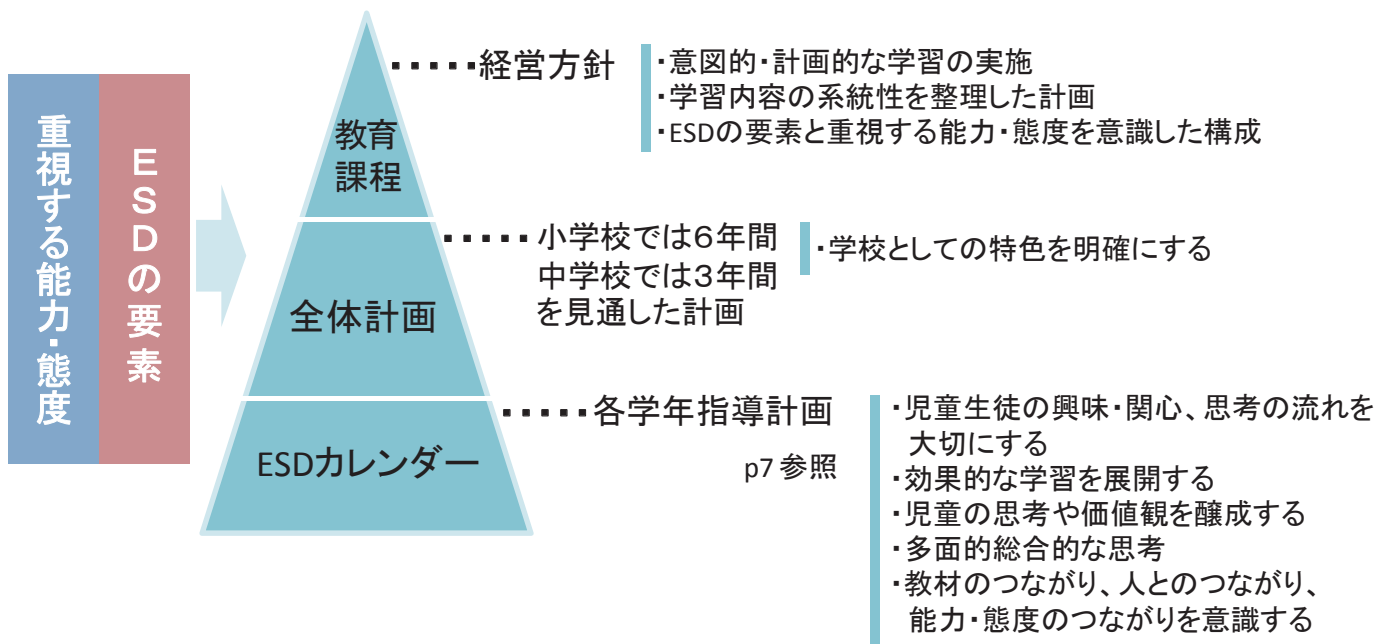 重視する能力・態度
ESDの要素
教育
課程
全体計画
ESDカレンダー
・・・・・経営方針
・意図的・計画的な学習の実施
・学習内容の系統性を整理した計画
・ESDの要素と重視する能力・態度を意識した構成
・・・・・小学校では６年間
中学校では３年間
を見通した計画
・学校としての特色を明確にする
・・・・・各学年指導計画
p7 参照
・児童生徒の興味・関心、思考の流れを
大切にする
・効果的な学習を展開する
・児童の思考や価値観を醸成する
・多面的総合的な思考
・教材のつながり、人とのつながり、
能力・態度のつながりを意識する